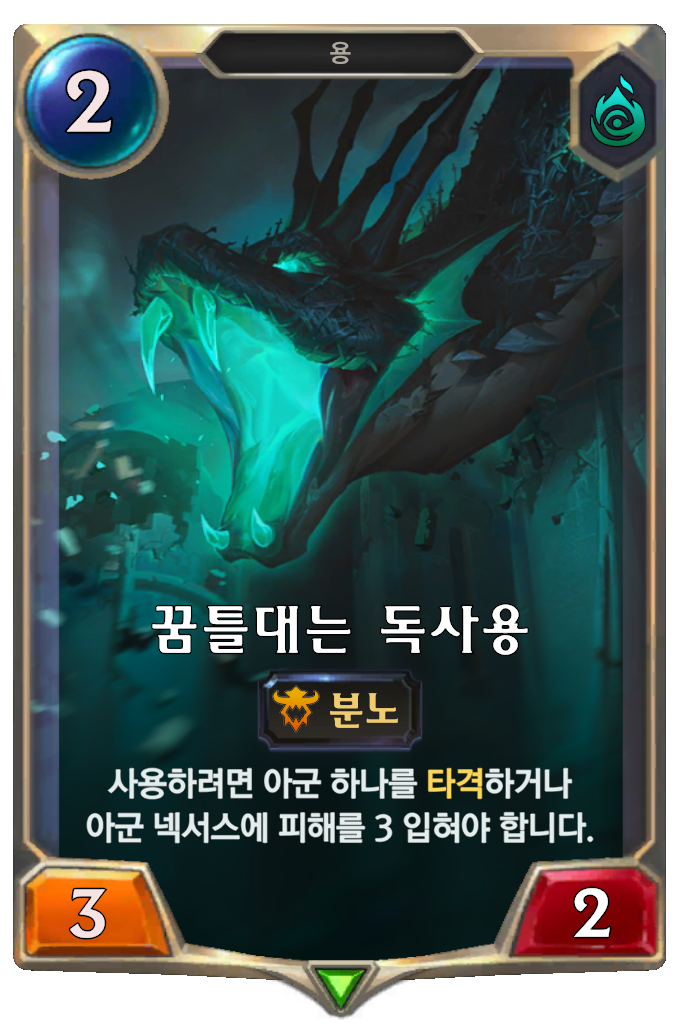 용
2
꿈틀대는 독사용
분노
사용하려면 아군 하나를 타격하거나
아군 넥서스에 피해를 3 입혀야 합니다.
3
2